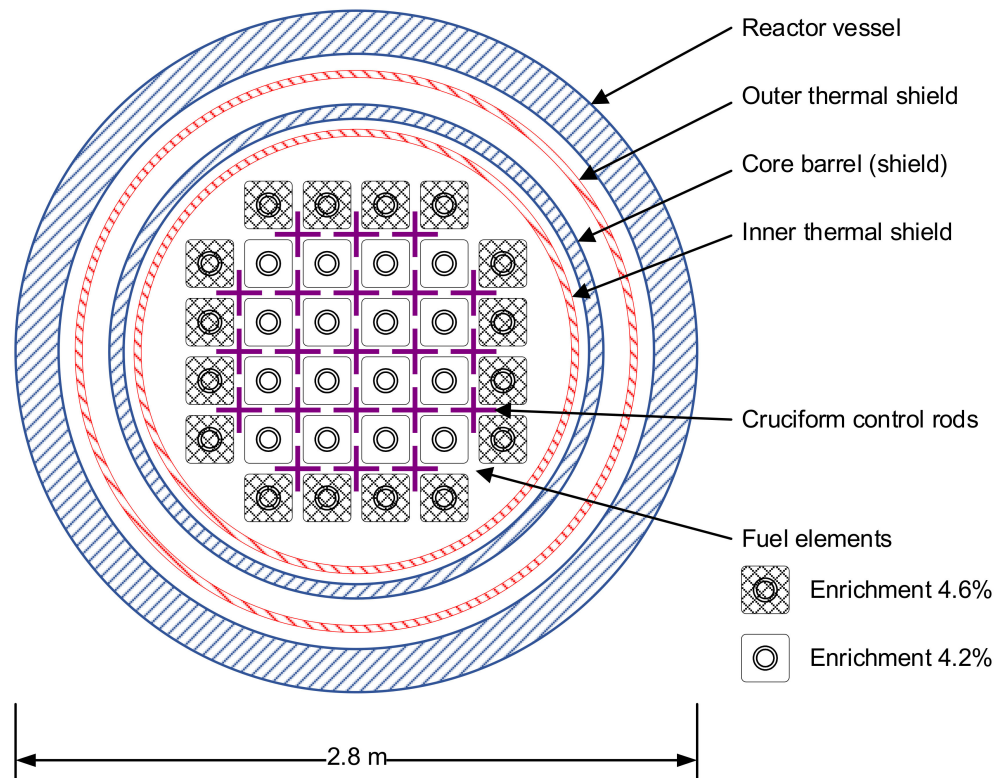 Reactor vessel
Outer thermal shield
Core barrel (shield)
Inner thermal shield
Cruciform control rods
Fuel elements
Enrichment 4.6%
Enrichment 4.2%
2.8 m